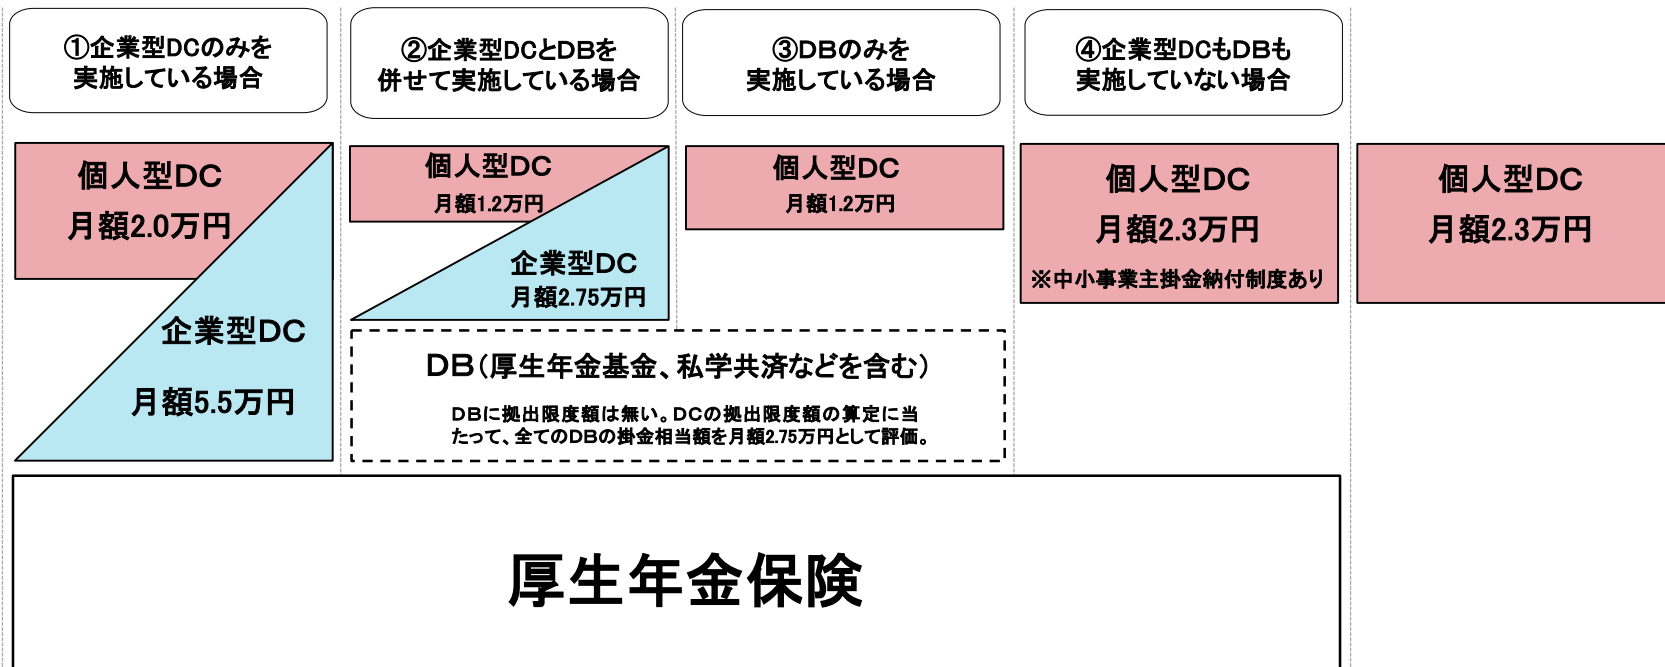 ①企業型DCのみを
実施している場合
②企業型DCとDBを
併せて実施している場合
③DBのみを
実施している場合
④企業型DCもDBも
実施していない場合
個人型DC
月額2.0万円
企業型DC
月額5.5万円
個人型DC
月額1.2万円
企業型DC
月額2.75万円
個人型DC
月額1.2万円
個人型DC
月額2.3万円
※中小事業主掛金納付制度あり
個人型DC
月額2.3万円
DB(厚生年金基金、私学共済などを含む)
DBに拠出限度額は無い。DCの拠出限度額の算定に当
たって、全てのDBの掛金相当額を月額2.75万円として評価。
厚生年金保険